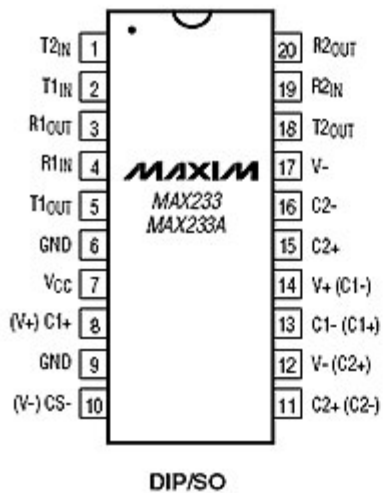 T2IN 1
T1IN 2
R1OUT 3
R1IN 4
T1OUT 5
GND 6
VCC 7
(V+) C1+ 8
GND 9
(V-) CS- 10
MAXIM
MAX233
MAX233A
20 R2OUT
19 R2IN
18 T2OUT
17 V-
16 C2-
15 C2+
14 V+ (C1-)
13 C1- (C1+)
12 V- (C2+)
11 C2+ (C2-)
DIP/SO